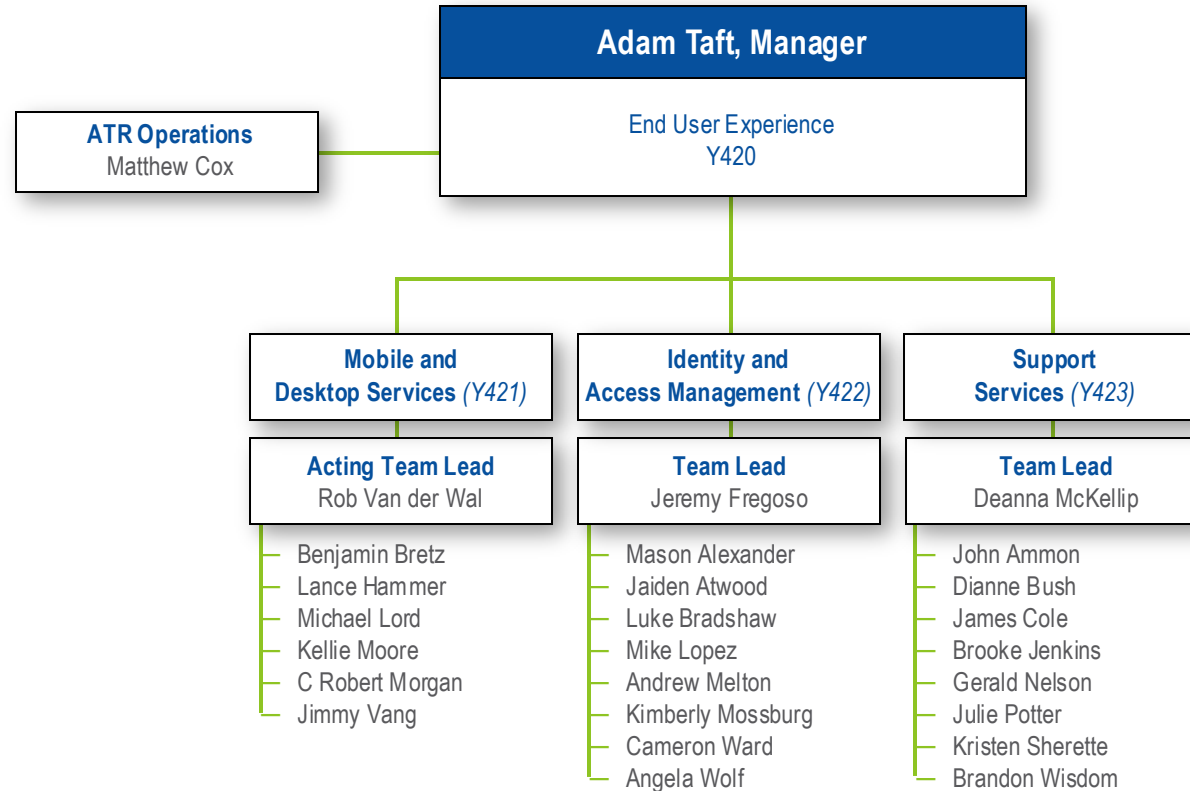 Adam Taft, Manager
End User Experience
Y420
ATR Operations
Matthew Cox
Mobile and
Desktop Services (Y421)
Acting Team Lead
Rob Van der Wal
Benjamin Bretz
Lance Hammer
Michael Lord
Kellie Moore
C Robert Morgan
Jimmy Vang
Identity and
Access Management (Y422)
Team Lead
Jeremy Fregoso
Mason Alexander
Jaiden Atwood
Luke Bradshaw
Mike Lopez
Andrew Melton
Kimberly Mossburg
Cameron Ward
Angela Wolf
Support
Services (Y423)
Team Lead
Deanna McKellip
John Ammon
Dianne Bush
James Cole
Brooke Jenkins
Gerald Nelson
Julie Potter
Kristen Sherette
Brandon Wisdom